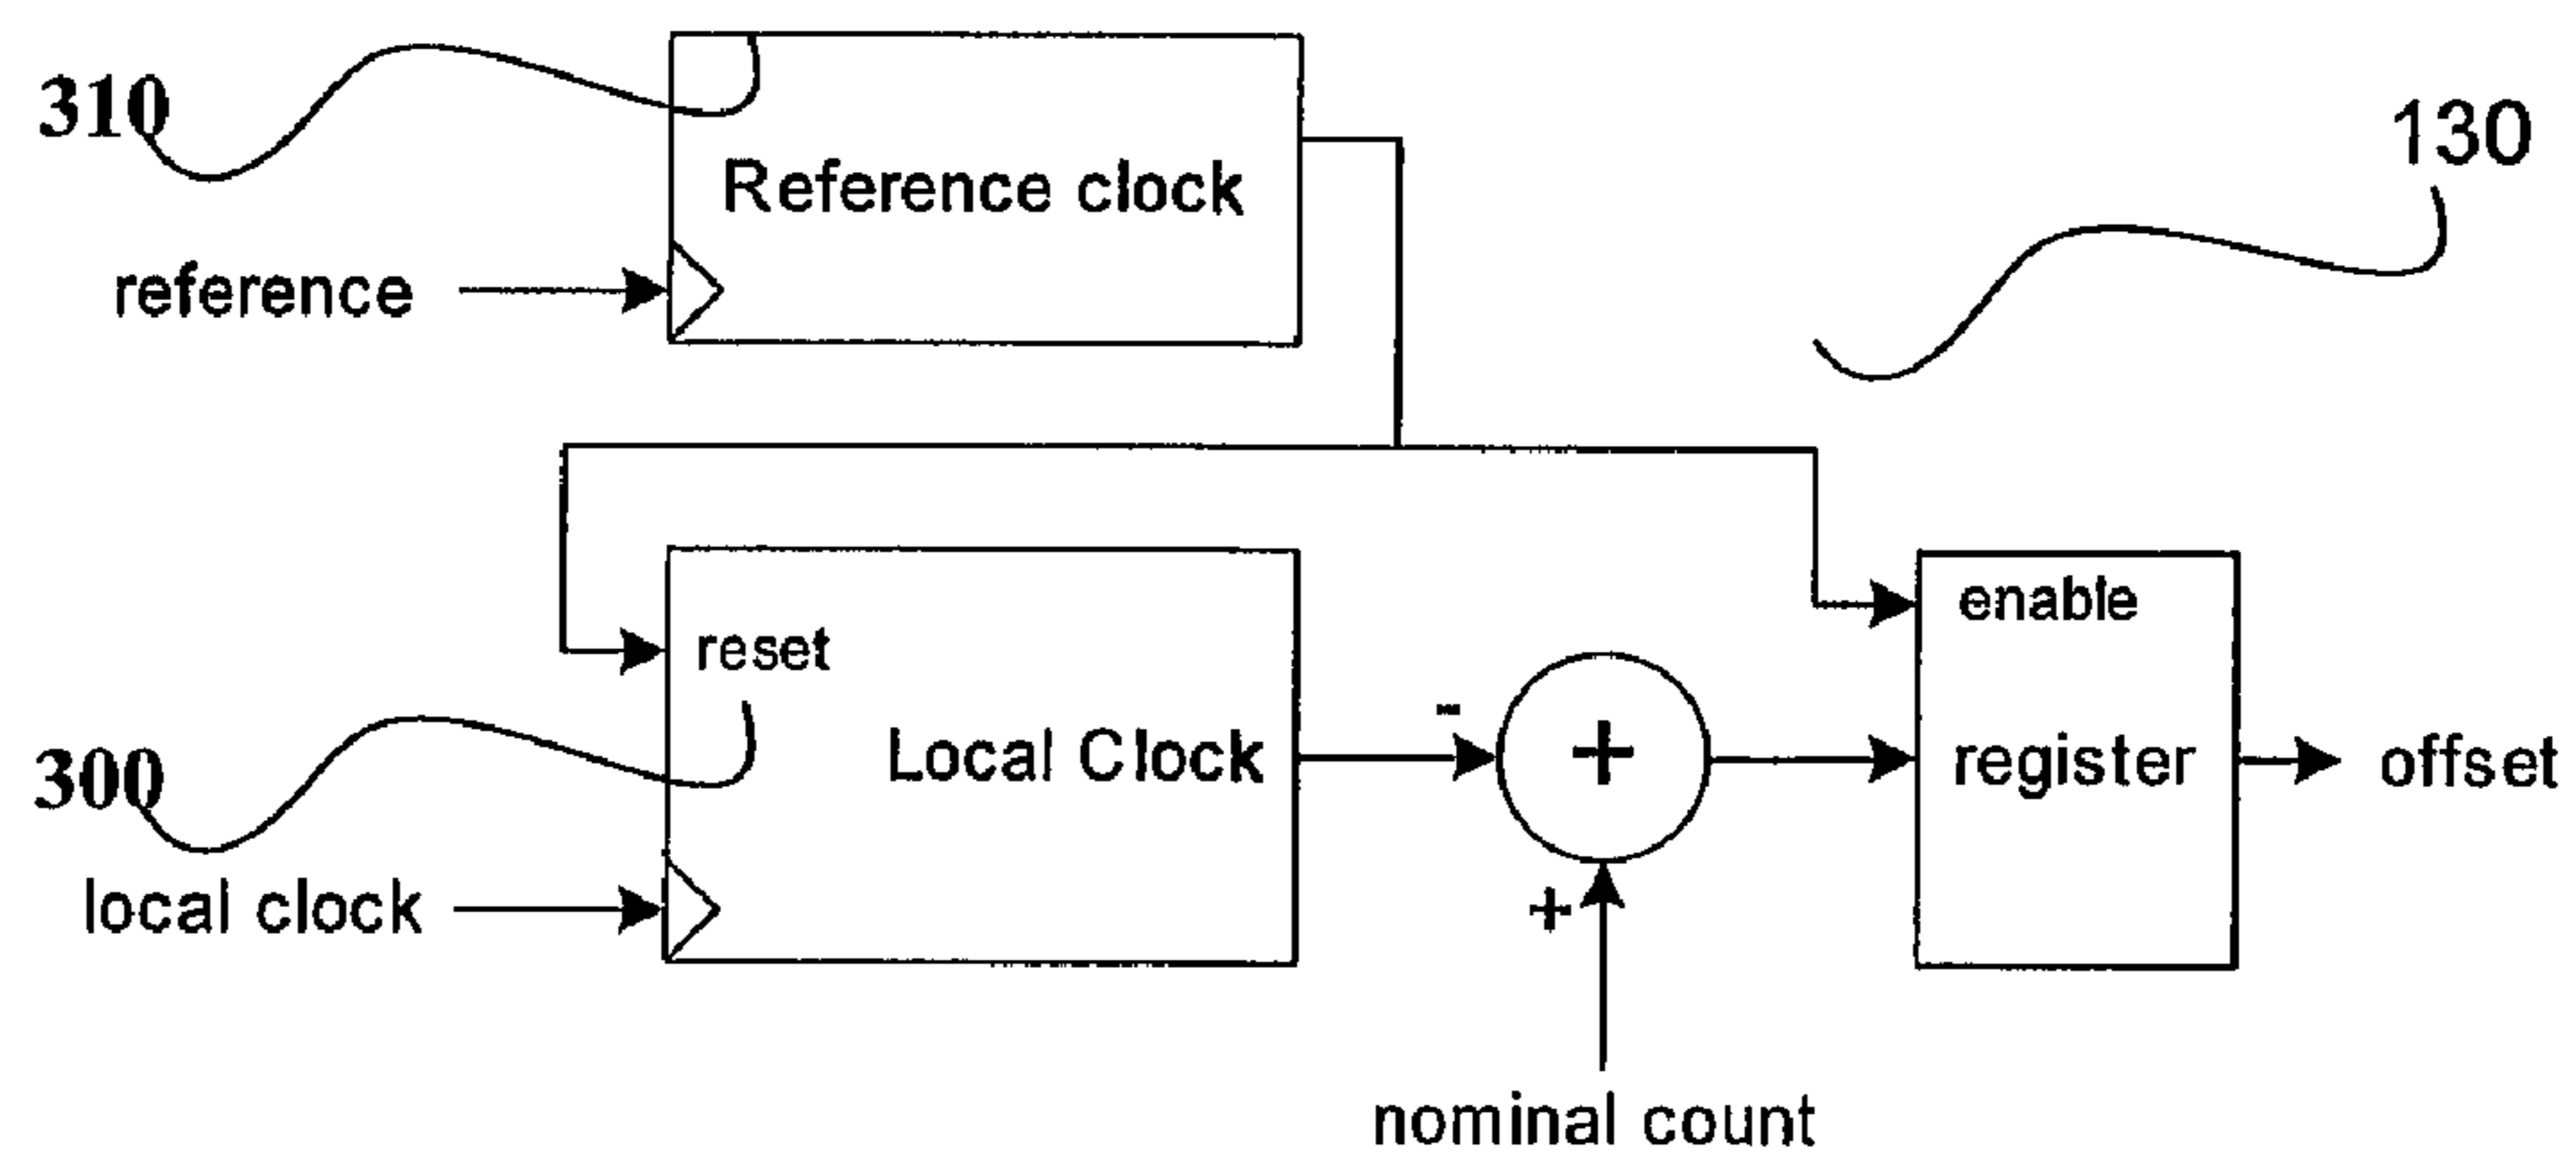 310
130
Reference clock
reference
enable
reset
300
Local Clock
-
+
register
offset
local clock
+
nominal count